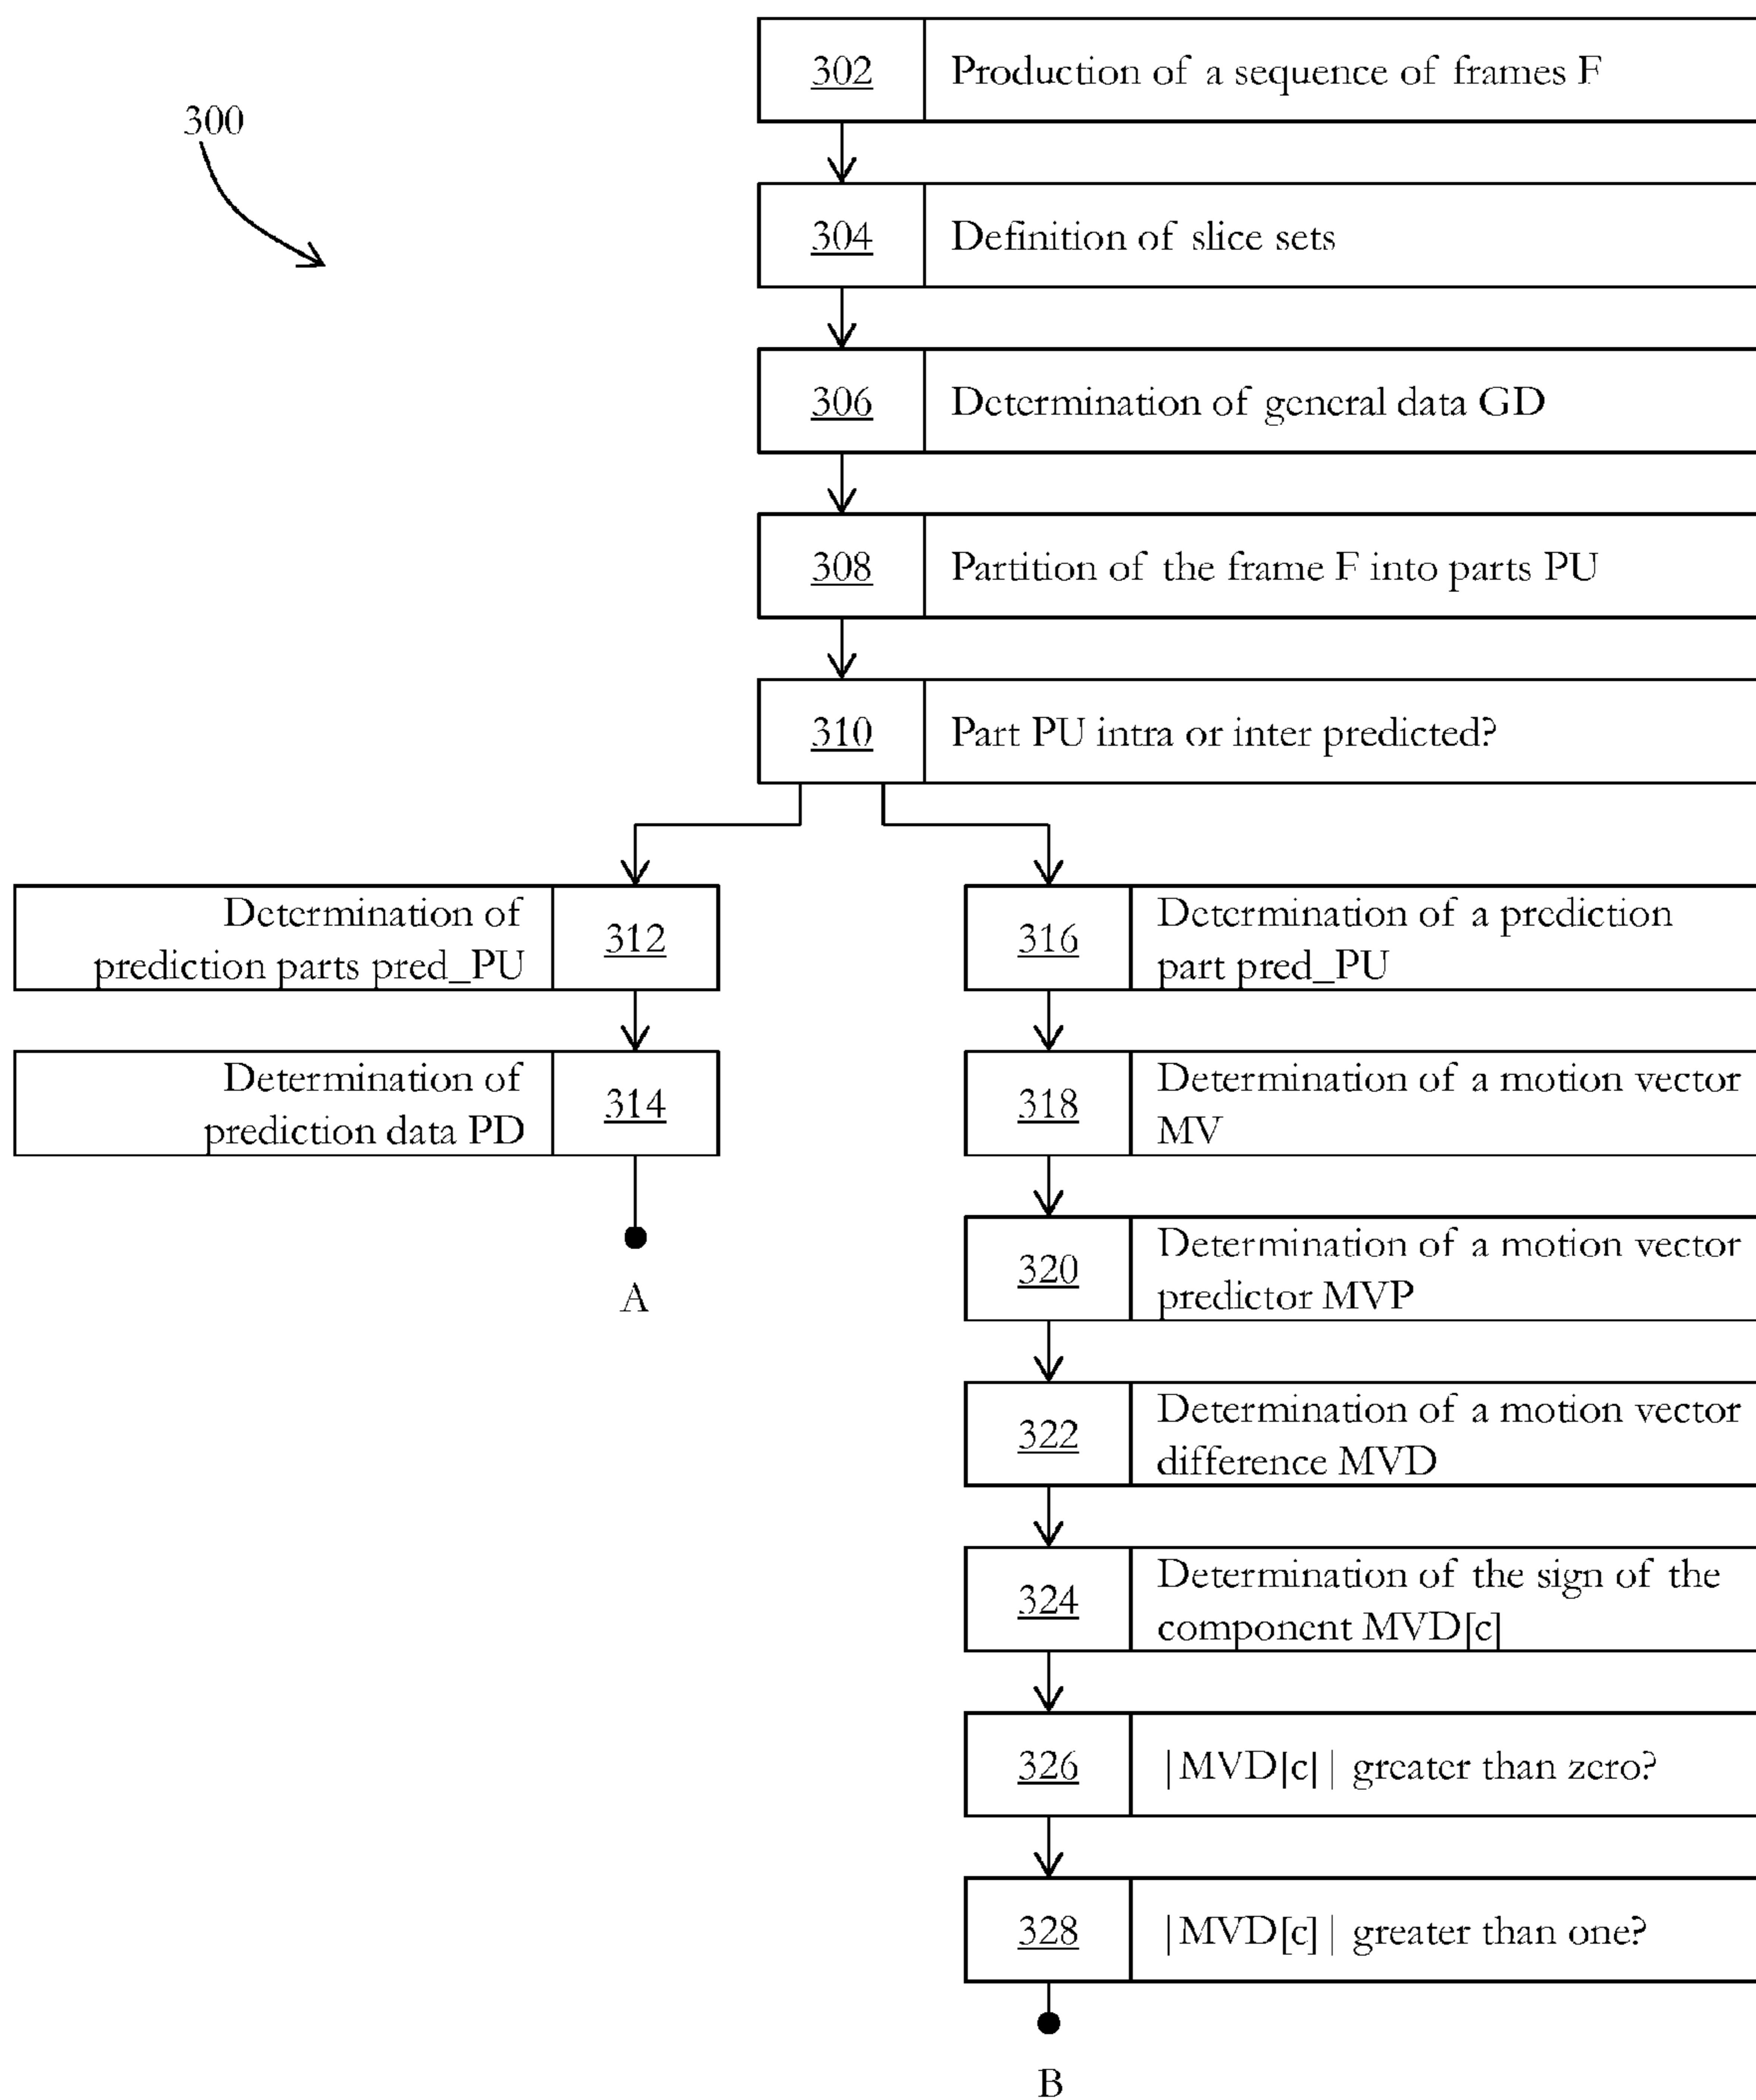 302 Production of a sequence of frames F
300
304 Definition of slice sets
306 Determination of general data GD
308 Partition of the frame F into parts PU
310 Part PU intra or inter predicted?
Determination of
prediction parts pred_PU
312
316
Determination of a prediction
part pred_PU
Determination of
prediction data PD
314
318
Determination of a motion vector
MV
A
320
Determination of a motion vector
predictor MVP
322
Determination of a motion vector
difference MVD
324
Determination of the sign of the
component MVD[c]
326 |MVD[c]| greater than zero?
328 |MVD[c]| greater than one?
B